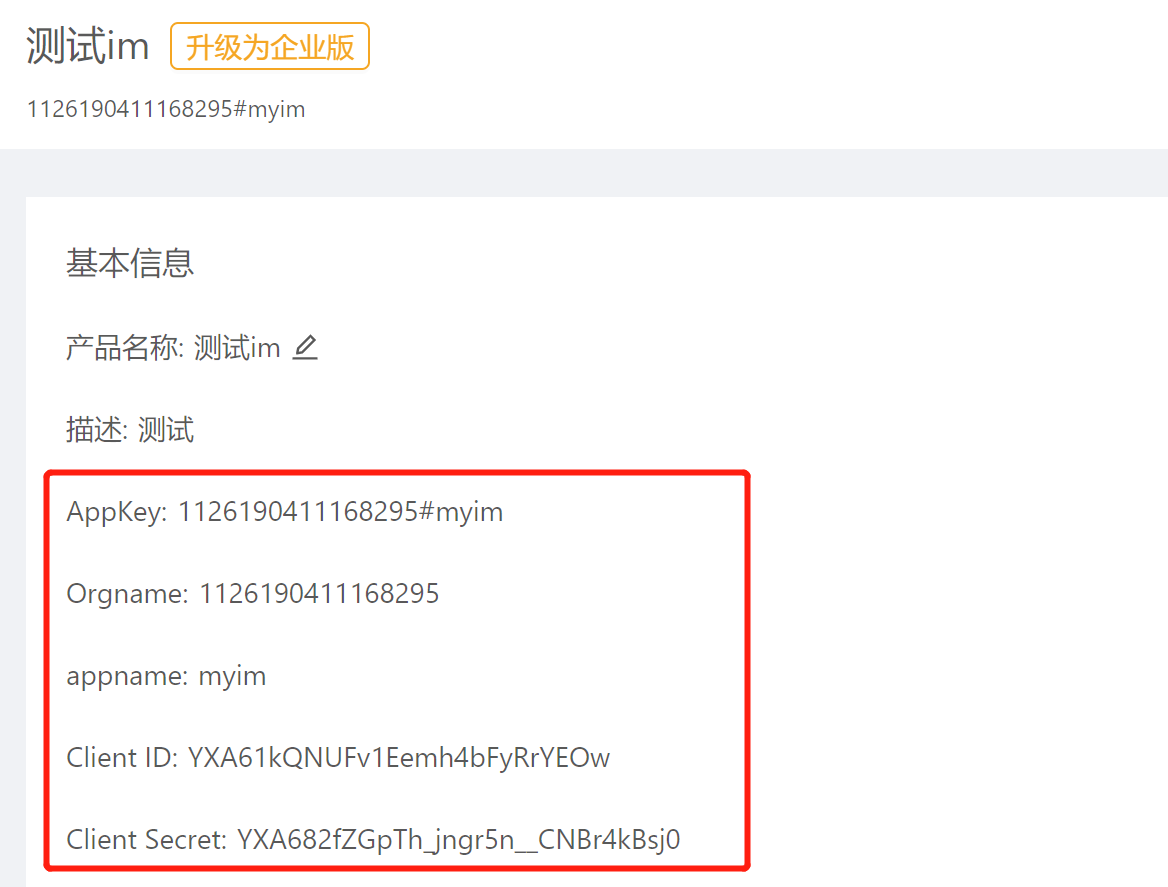 测试im 升级为企业版
1126190411168295#myim
基本信息
产品名称: 测试im
描述: 测试
AppKey: 1126190411168295#myim
Orgname: 1126190411168295
appname: myim
Client ID: YXA61kQNUFv1Eemh4bFyRrYEOw
Client Secret: YXA682fZGpTh_jngr5n__CNBr4kBsj0